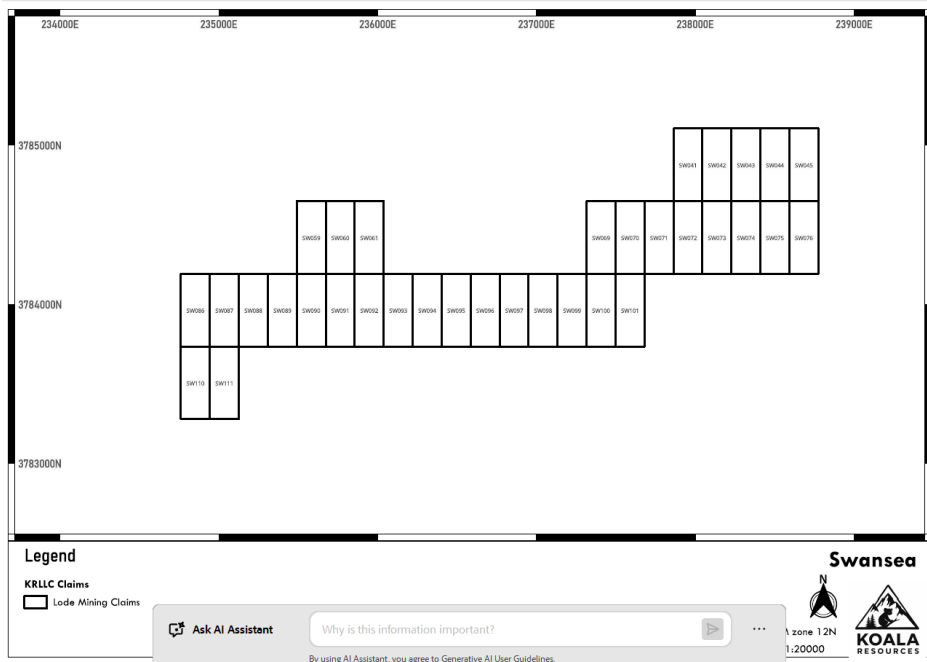 234000E 235000E 236000E 237000E 238000E 239000E
3785000N
SW041 SW042 SW043 SW044 SW045
SW059 SW060 SW061 SW069 SW070 SW071 SW072 SW073 SW074 SW075 SW076
3784000N
SW086 SW087 SW088 SW089 SW090 SW091 SW092 SW093 SW094 SW095 SW096 SW097 SW098 SW099 SW100 SW101
SW110 SW111
3783000N
Legend
Swansea
KRLLC Claims
N
Lode Mining Claims
Ask AI Assistant
Why is this information important?
zone 12N
1:20000
KOALA
RESOURCES
By using AI Assistant, you agree to Generative AI User Guidelines.